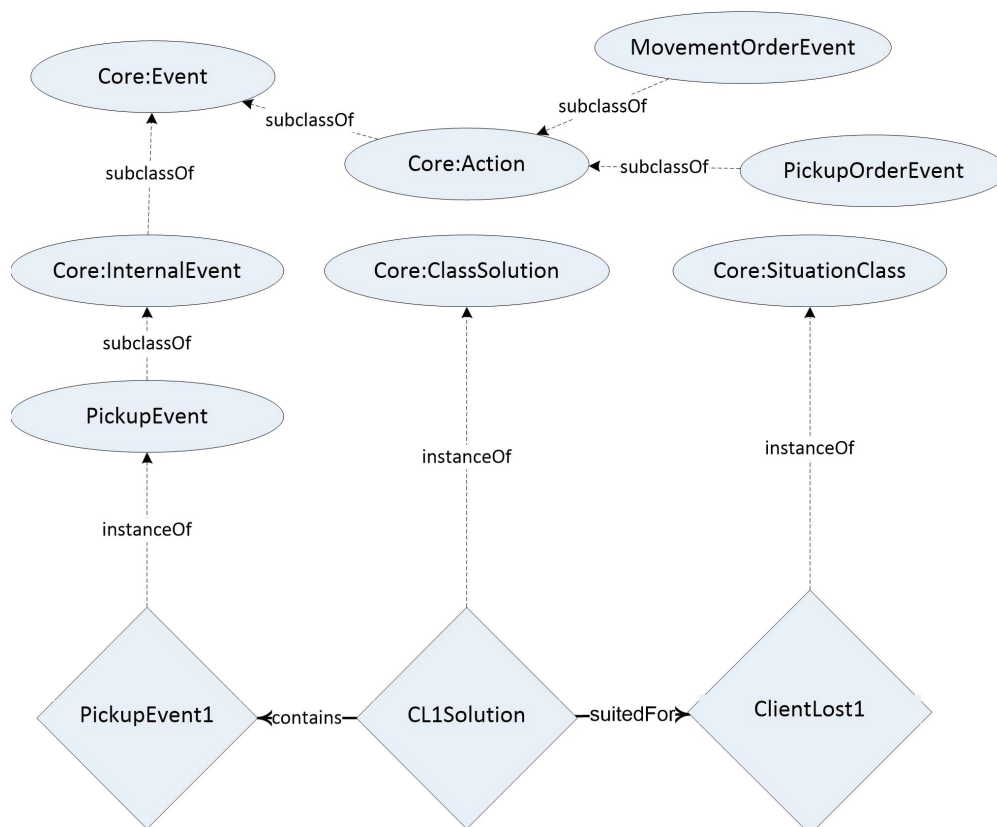 MovementOrderEvent
Core:Event
subclassOf
subclassOf
Core:Action
subclassOf
PickupOrderEvent
subclassOf
Core:InternalEvent
Core:ClassSolution
Core:SituationClass
subclassOf
PickupEvent
instanceOf
instanceOf
instanceOf
PickupEvent1
contains
CL1Solution
suitedFor
ClientLost1